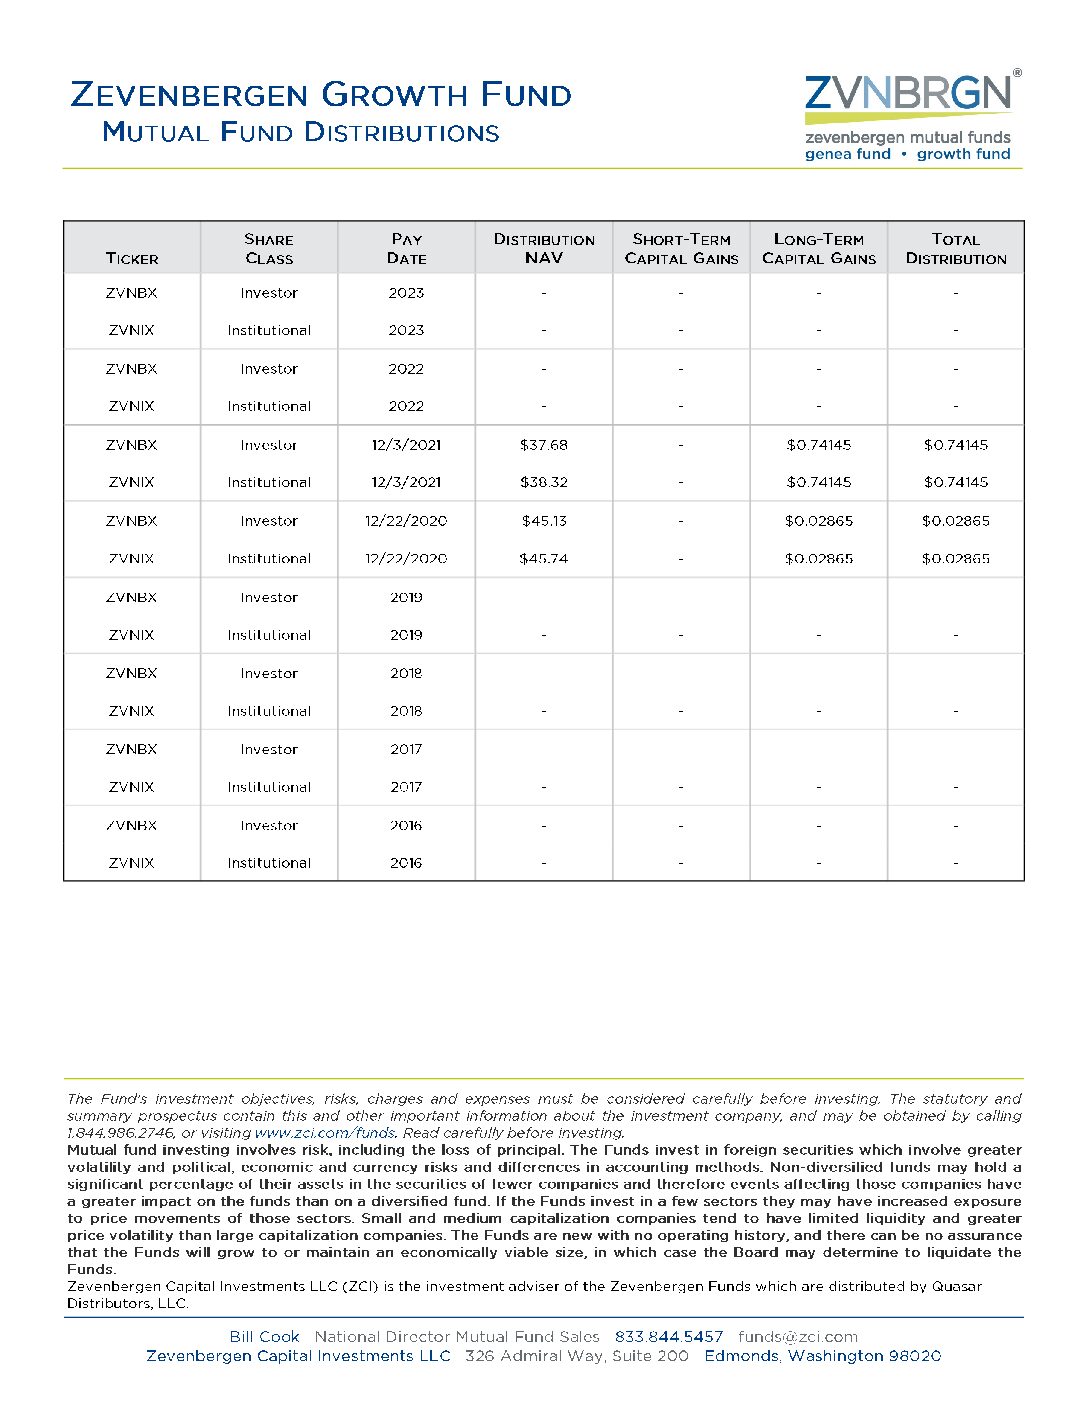 Zevenbergen Growth Fund
Mutual Fund Distributions
ZVNBRGN®
zevenbergen mutual funds
genea fund • growth fund
Ticker Share Class Pay Date Distribution NAV Short-Term Capital Gains Long-Term Capital Gains Total Distribution
ZVNBX Investor 2023 - - - -
ZVNIX Institutional 2023 - - - -
ZVNBX Investor 2022 - - - -
ZVNIX Institutional 2022 - - - -
ZVNBX Investor 12/3/2021 $37.68 - $0.74145 $0.74145
ZVNIX Institutional 12/3/2021 $38.32 - $0.74145 $0.74145
ZVNBX Investor 12/22/2020 $45.13 - $0.02865 $0.02865
ZVNIX Institutional 12/22/2020 $45.74 - $0.02865 $0.02865
ZVNBX Investor 2019
ZVNIX Institutional 2019 - - - -
ZVNBX Investor 2018
ZVNIX Institutional 2018 - - - -
ZVNBX Investor 2017
ZVNIX Institutional 2017 - - - -
ZVNBX Investor 2016 - - - -
ZVNIX Institutional 2016 - - - -
The Fund's investment objectives, risks, charges and expenses must be considered carefully before investing. The statutory and
summary prospectus contain this and other important information about the investment company, and may be obtained by calling
1.844.986.2746, or visiting www.zci.com/funds. Read carefully before investing.
Mutual fund investing involves risk, including the loss of principal. The Funds invest in foreign securities which involve greater
volatility and political, economic and currency risks and differences in accounting methods. Non-diversified funds may hold a
significant percentage of their assets in the securities of fewer companies and therefore events affecting those companies have
a greater impact on the funds than on a diversified fund. If the Funds invest in a few sectors they may have increased exposure
to price movements of those sectors. Small and medium capitalization companies tend to have limited liquidity and greater
price volatility than large capitalization companies. The Funds are new with no operating history, and there can be no assurance
that the Funds will grow to or maintain an economically viable size, in which case the Board may determine to liquidate the
Funds.
Zevenbergen Capital Investments LLC (ZCI) is the investment adviser of the Zevenbergen Funds which are distributed by Quasar
Distributors, LLC.
Bill Cook National Director Mutual Fund Sales 833.844.5457 funds@zci.com
Zevenbergen Capital Investments LLC 326 Admiral Way, Suite 200 Edmonds, Washington 98020